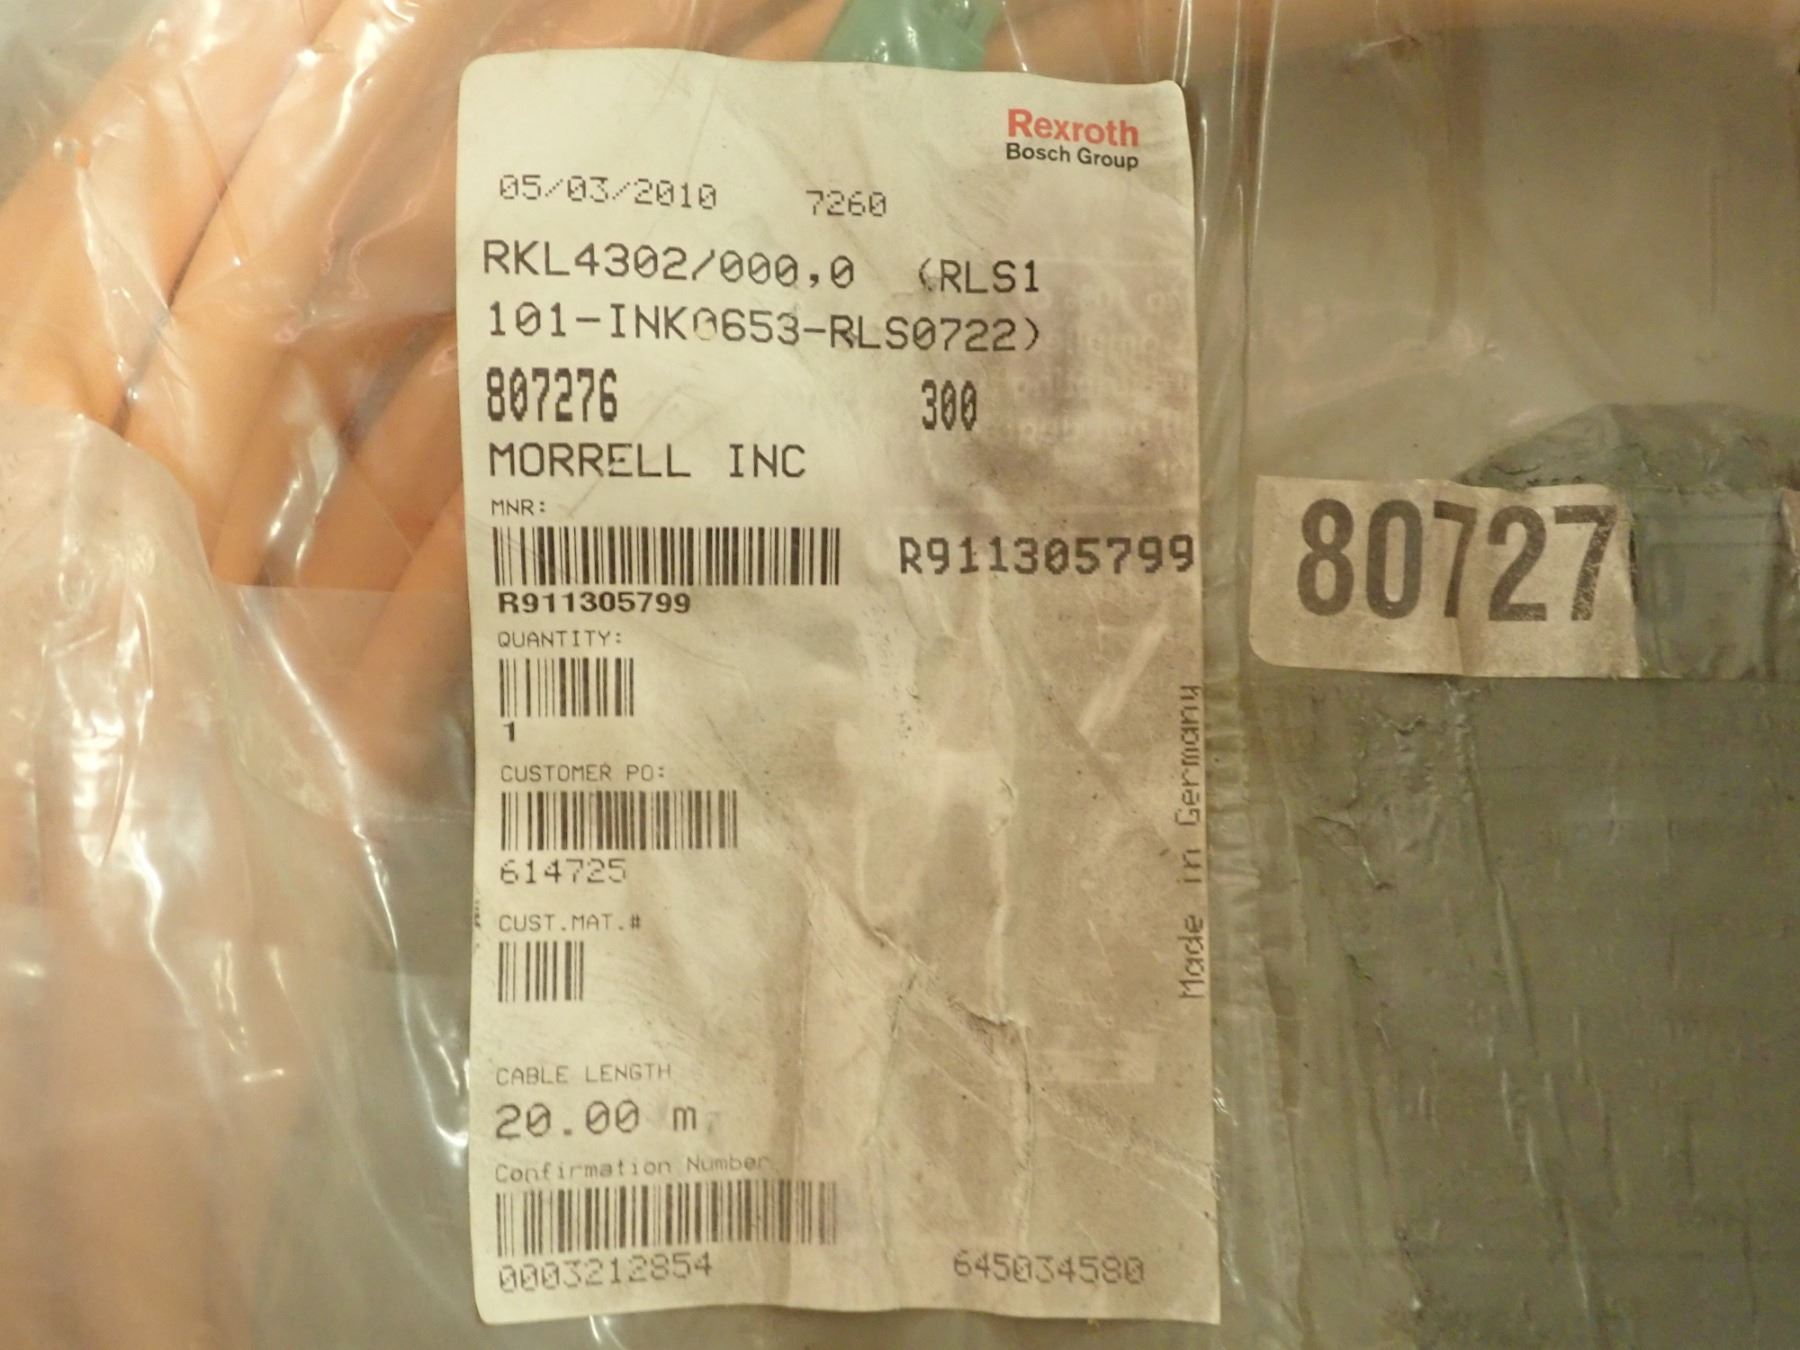 Rexroth
Bosch Group
05/03/2010 7260
RKL4302/000,0 (RLS1
101-INK0653-RLS0722)
807276 300
MORRELL INC
MNR:
R911305799
R911305799
QUANTITY:
1
CUSTOMER PO:
614725
CUST.MAT.#
CABLE LENGTH
20.00 m
Confirmation Number
0003212854 645034580
Made in Germany
80727